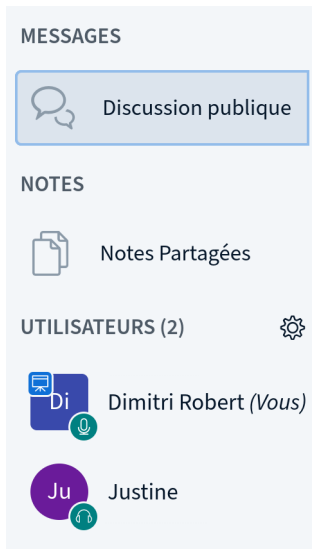 MESSAGES
Discussion publique
NOTES
Notes Partagées
UTILISATEURS (2)
Di
Dimitri Robert (Vous)
Ju
Justine